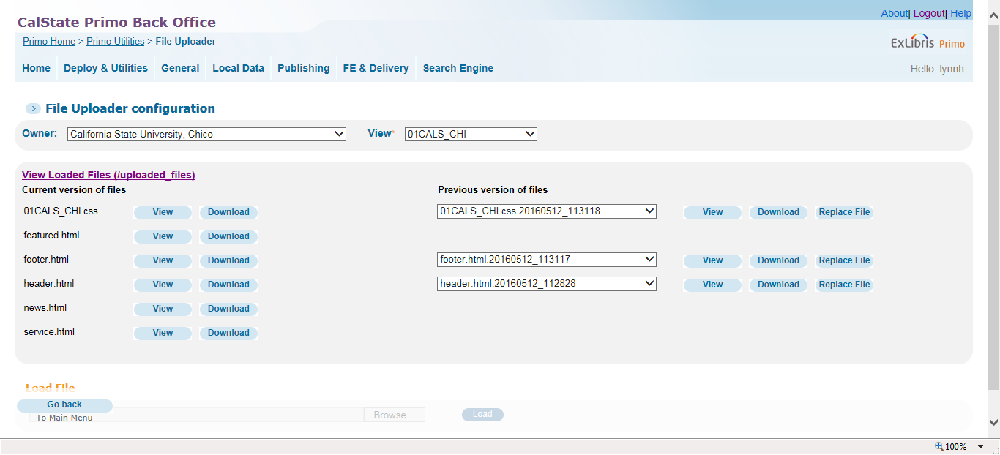 About| Logout| Help
CalState Primo Back Office
Primo Home > Primo Utilities > File Uploader
ExLibris Primo
Home Deploy & Utilities General Local Data Publishing FE & Delivery Search Engine
Hello lynnh
> File Uploader configuration
Owner: California State University, Chico View* 01CALS_CHI
View Loaded Files (/uploaded_files)
Current version of files Previous version of files
01CALS_CHI.css View Download 01CALS_CHI.css.20160512_113118 View Download Replace File
featured.html View Download
footer.html View Download footer.html.20160512_113117 View Download Replace File
header.html View Download header.html.20160512_112828 View Download Replace File
news.html View Download
service.html View Download
Load File
Go back
To Main Menu Browse... Load
100%